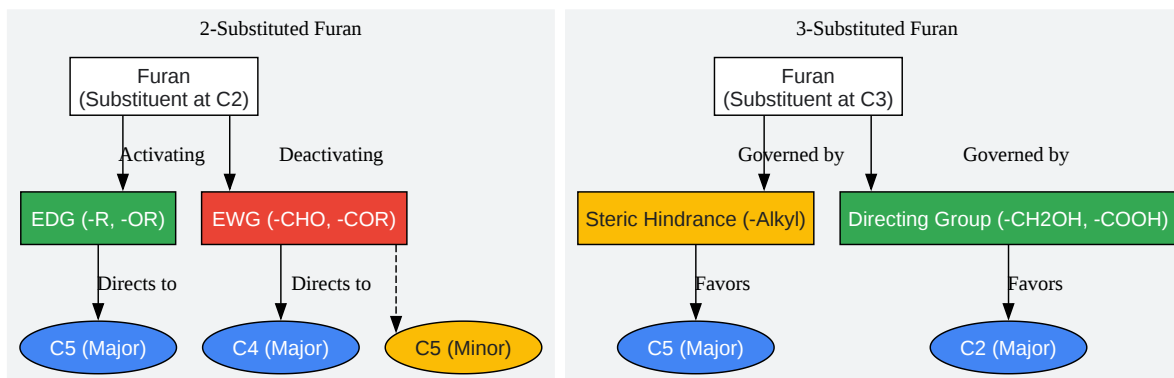 2-Substituted Furan
Furan
(Substituent at C2)
Activating
Deactivating
EDG (-R, -OR)
EWG (-CHO, -COR)
Directs to
Directs to
C5 (Major)
C4 (Major)
C5 (Minor)
3-Substituted Furan
Furan
(Substituent at C3)
Governed by
Governed by
Steric Hindrance (-Alkyl)
Directing Group (-CH2OH, -COOH)
Favors
Favors
C5 (Major)
C2 (Major)